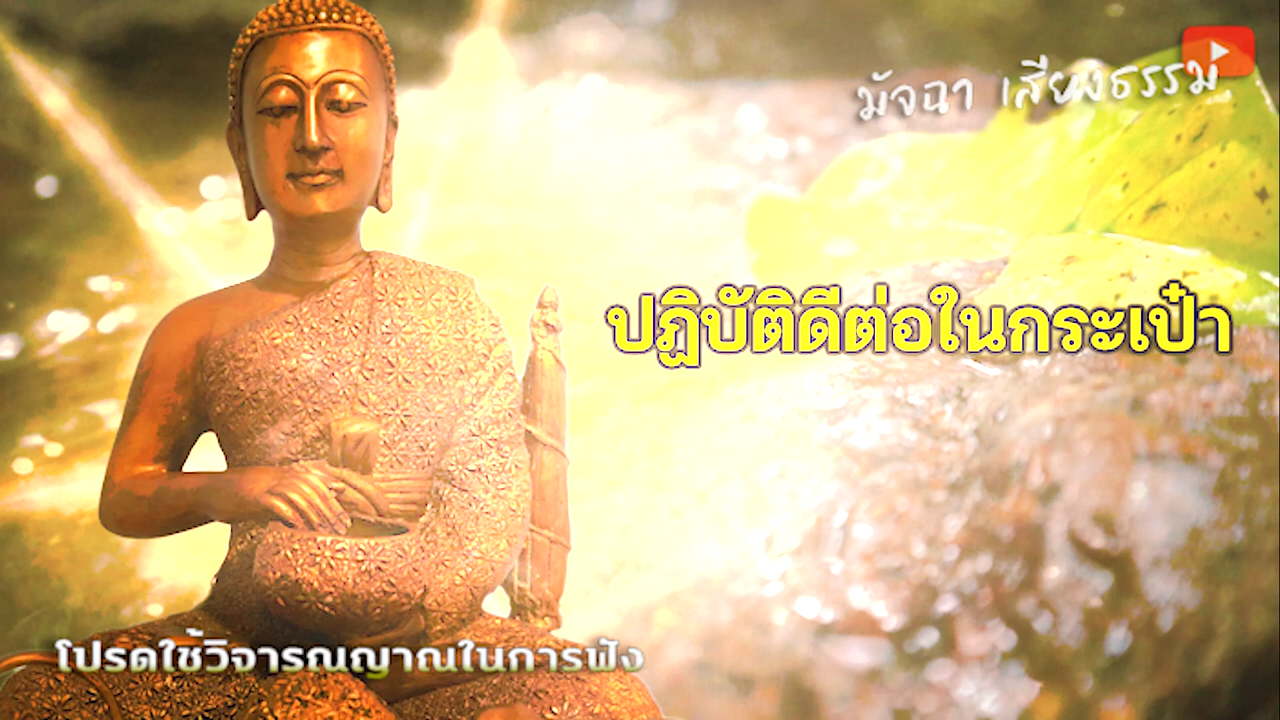 มัจฉา เสียงธรรม
ปฏิบัติดีต่อในกระเป๋า
โปรดใช้วิจารณญาณในการฟัง